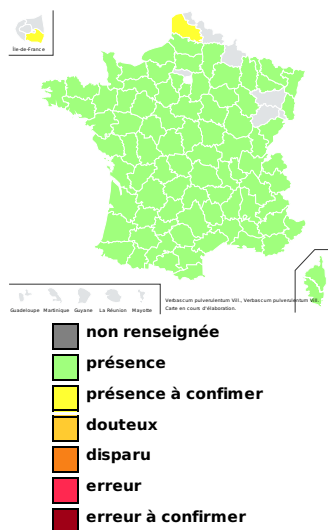 Île-de-France
Guadeloupe Martinique Guyane La Réunion Mayotte
Verbascum pulverulentum Vill., Verbascum pulverulentum Vill.
Carte en cours d'élaboration.
non renseignée
présence
présence à confimer
douteux
disparu
erreur
erreur à confirmer